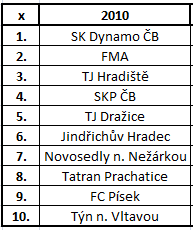 x 2010
1. SK Dynamo ČB
2. FMA
3. TJ Hradiště
4. SKP ČB
5. TJ Dražice
6. Jindřichův Hradec
7. Novosedly n. Nežárkou
8. Tatran Prachatice
9. FC Písek
10. Týn n. Vltavou